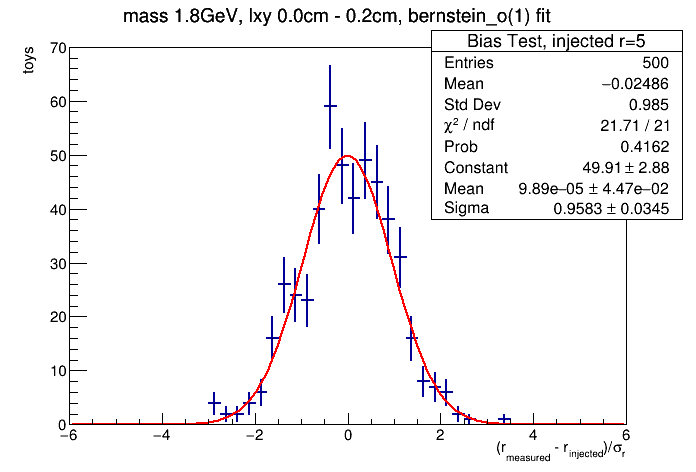 mass 1.8GeV, lxy 0.0cm - 0.2cm, bernstein_o(1) fit
Bias Test, injected r=5
Entries 500
Mean −0.02486
Std Dev 0.985
χ² / ndf 21.71 / 21
Prob 0.4162
Constant 49.91 ± 2.88
Mean 9.89e−05 ± 4.47e−02
Sigma 0.9583 ± 0.0345
toys
70
60
50
40
30
20
10
0
−6 −4 −2 0 2 4 6
(r_measured - r_injected)/σ_r